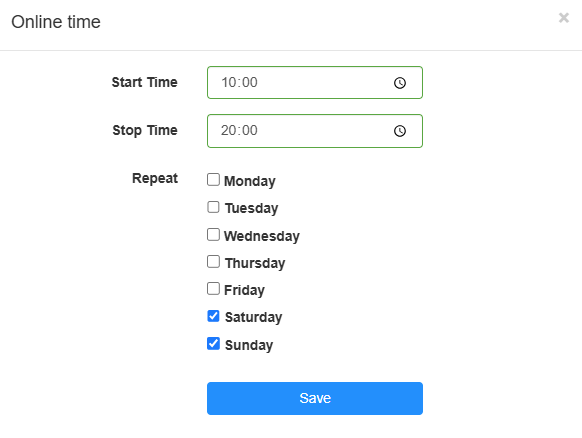 Online time ×
Start Time 10:00
Stop Time 20:00
Repeat Monday
Tuesday
Wednesday
Thursday
Friday
Saturday
Sunday
Save